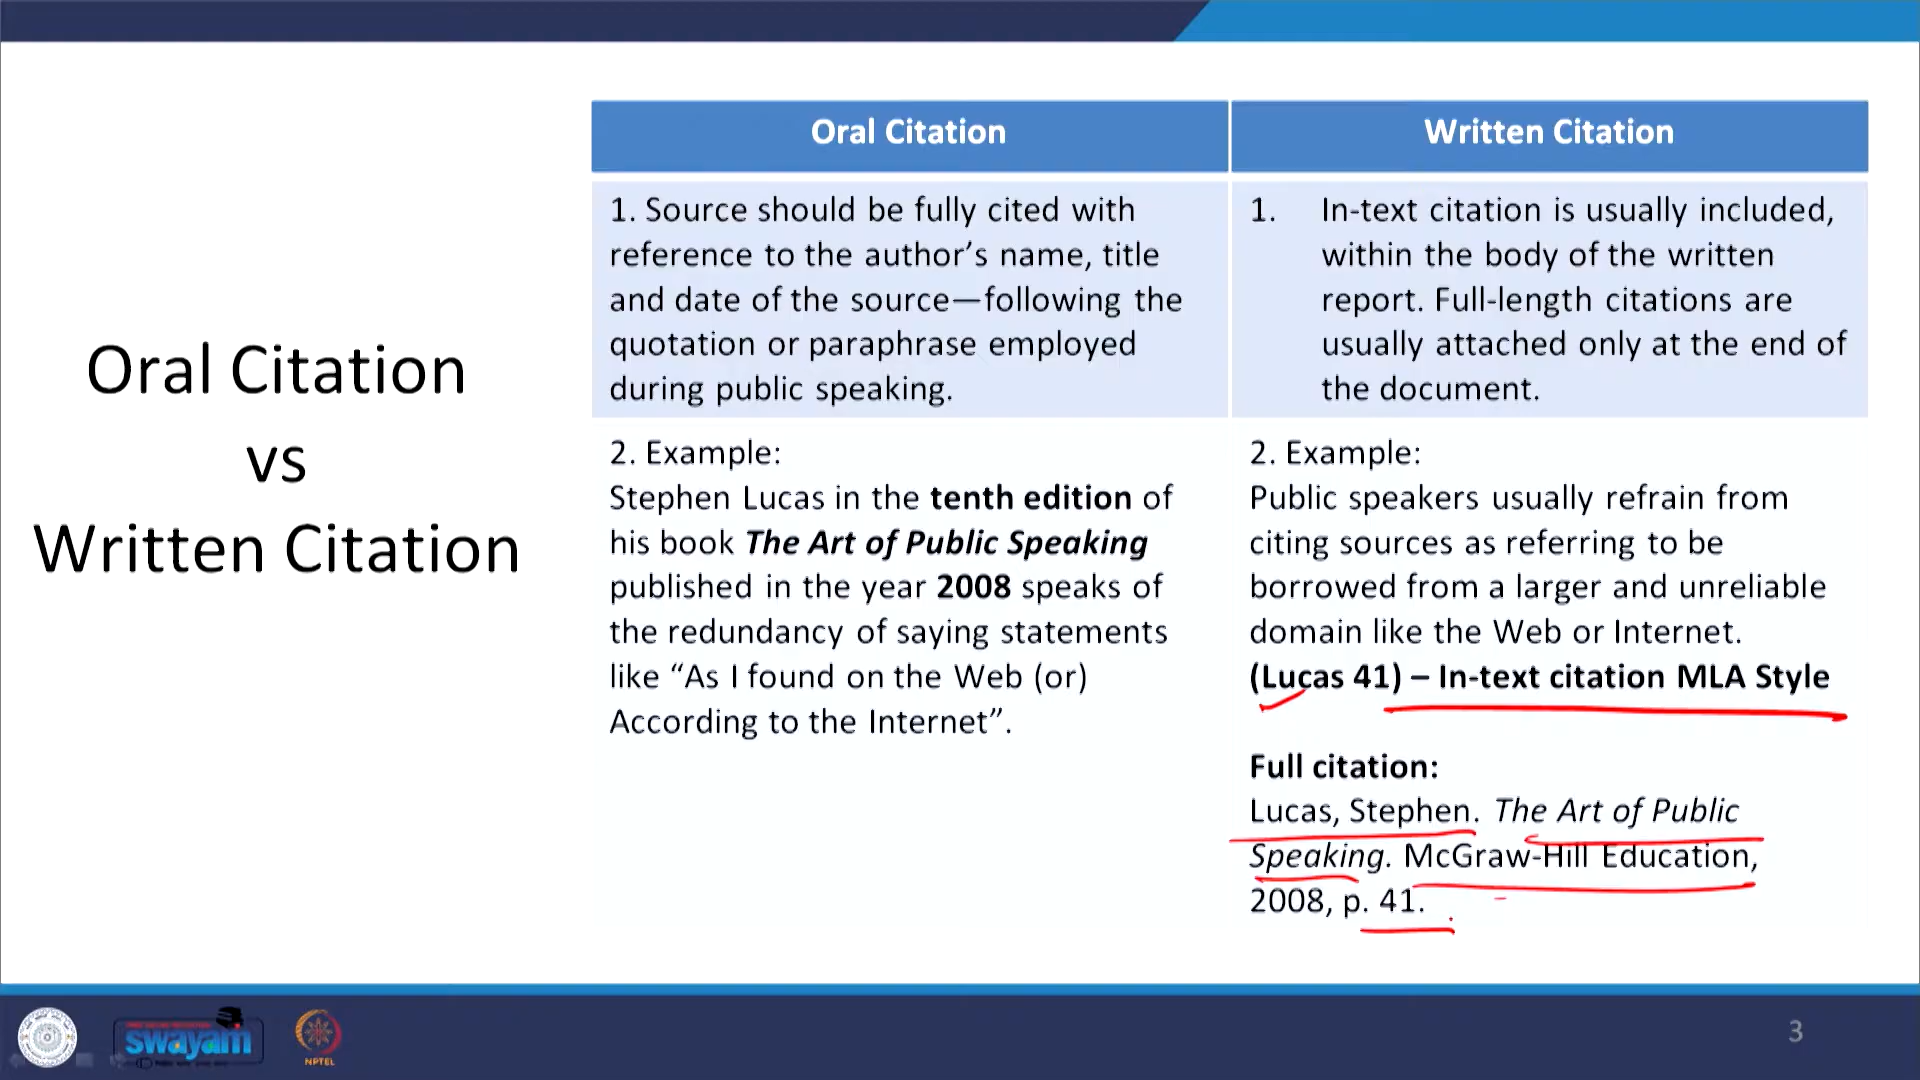 Oral Citation
vs
Written Citation
Oral Citation
Written Citation
1. Source should be fully cited with
reference to the author’s name, title
and date of the source—following the
quotation or paraphrase employed
during public speaking.
1. In-text citation is usually included,
within the body of the written
report. Full-length citations are
usually attached only at the end of
the document.
2. Example:
Stephen Lucas in the tenth edition of
his book The Art of Public Speaking
published in the year 2008 speaks of
the redundancy of saying statements
like “As I found on the Web (or)
According to the Internet”.
2. Example:
Public speakers usually refrain from
citing sources as referring to be
borrowed from a larger and unreliable
domain like the Web or Internet.
(Lucas 41) – In-text citation MLA Style
Full citation:
Lucas, Stephen. The Art of Public
Speaking. McGraw-Hill Education,
2008, p. 41.
swayam
NPTEL
3